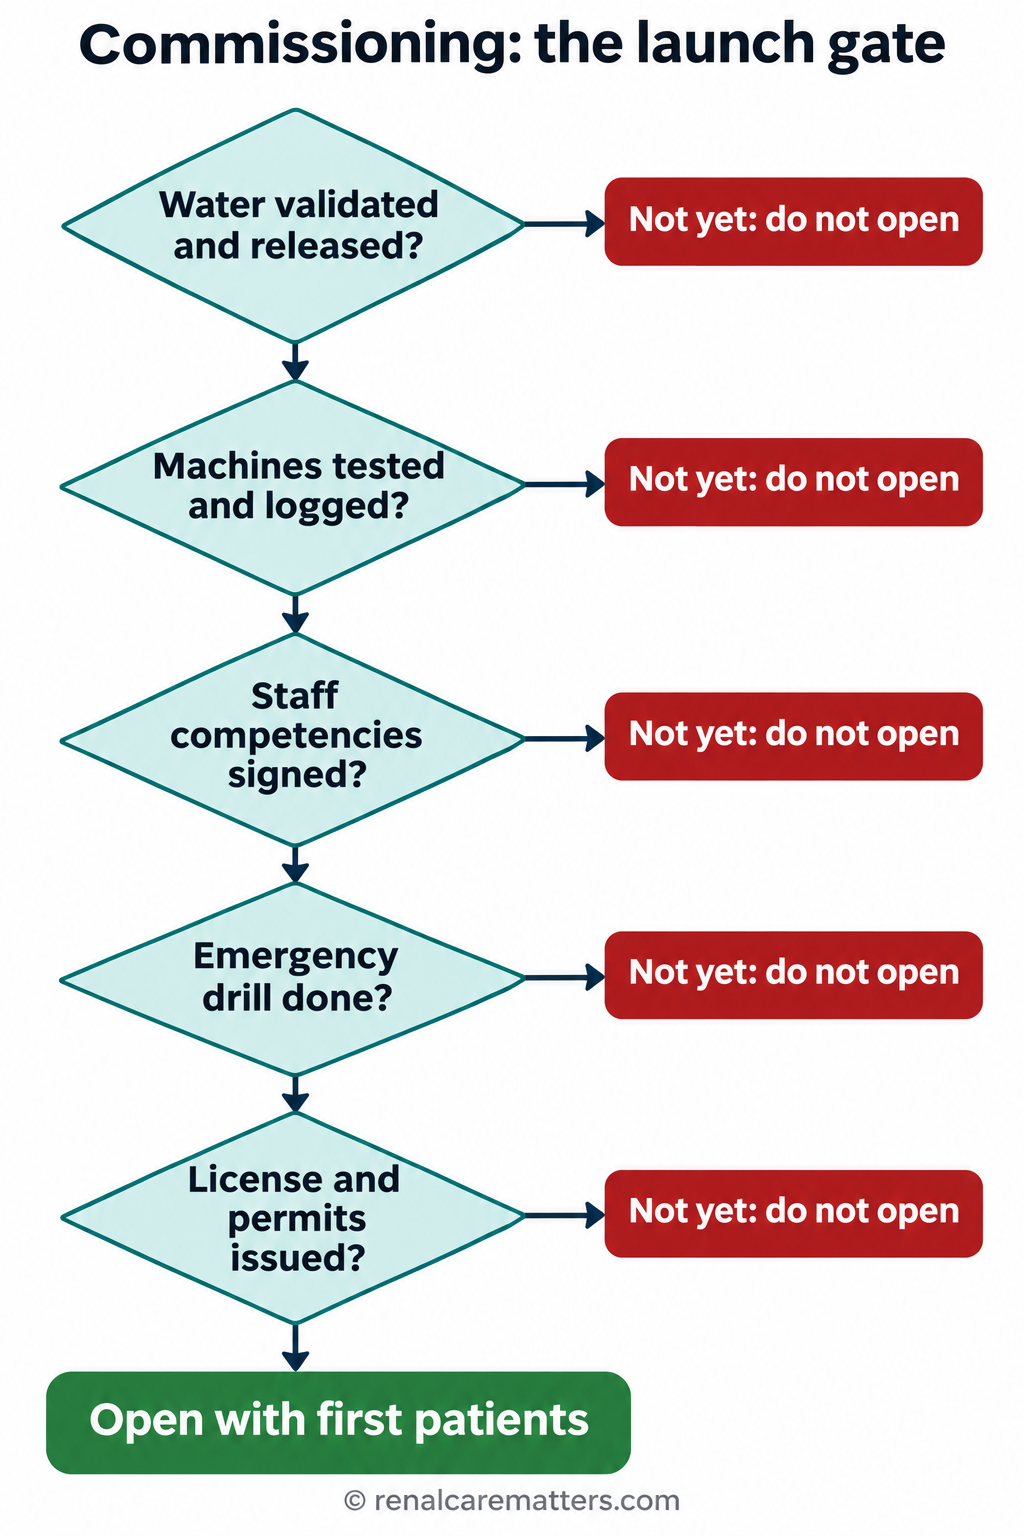 Commissioning: the launch gate
Water validated
and released?
Not yet: do not open
Machines tested
and logged?
Not yet: do not open
Staff
competencies
signed?
Not yet: do not open
Emergency
drill done?
Not yet: do not open
License and
permits
issued?
Not yet: do not open
Open with first patients
© renalcarematters.com